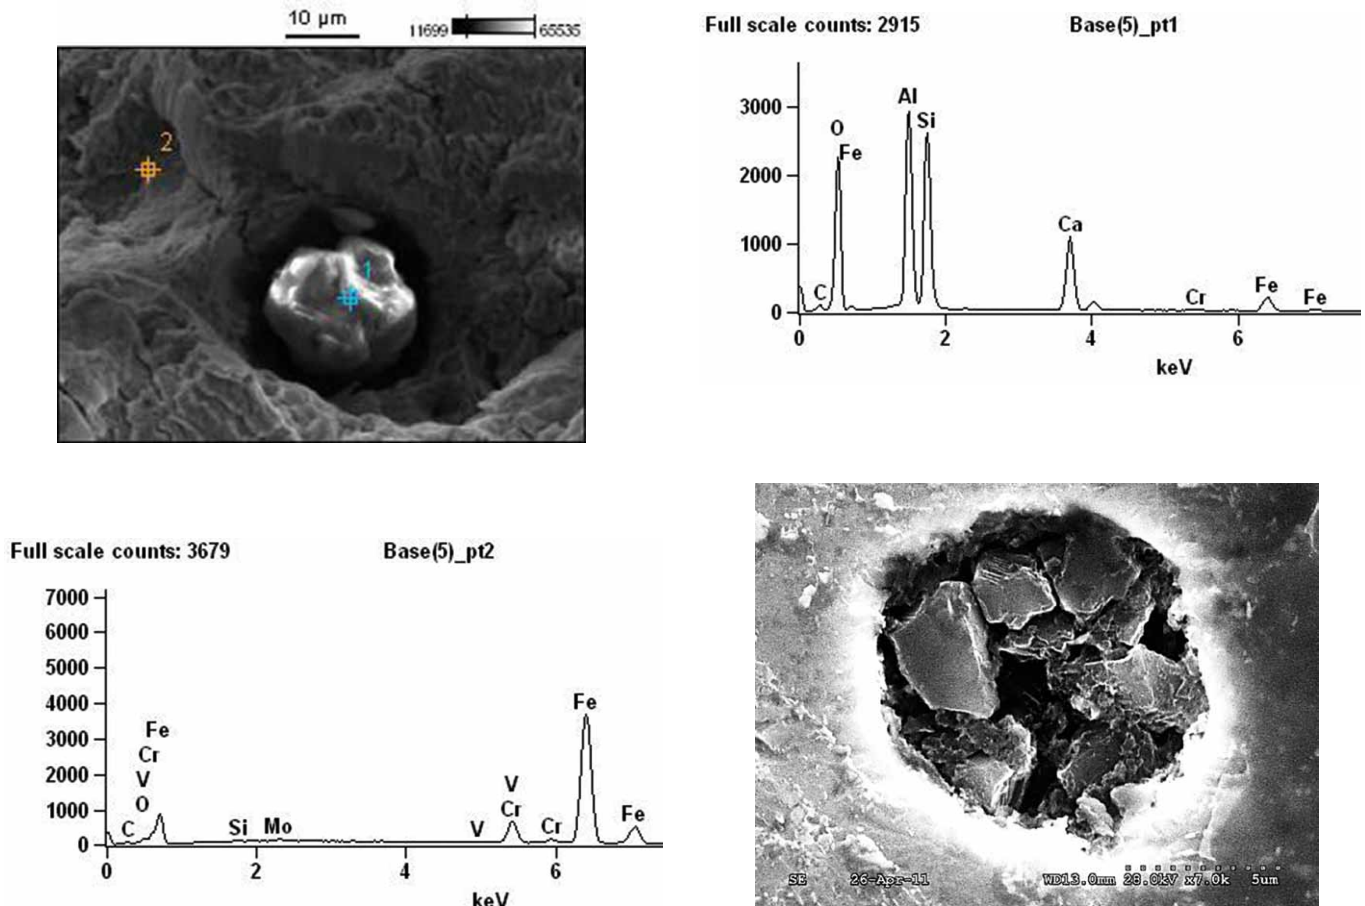 10 µm
11699 65535
2
1
Full scale counts: 2915 Base(5)_pt1
3000
2000
1000
0
O
Fe
Al
Si
C
Ca
Cr
Fe
Fe
0 2 4 6
keV
Full scale counts: 3679 Base(5)_pt2
7000
6000
5000
4000
3000
2000
1000
0
Fe
Cr
V
O
C
Si
Mo
V
V
Cr
Cr
Fe
Fe
0 2 4 6
keV
SE 26-Apr-11 WD13.0mm 28.0kV x7.0k 5um